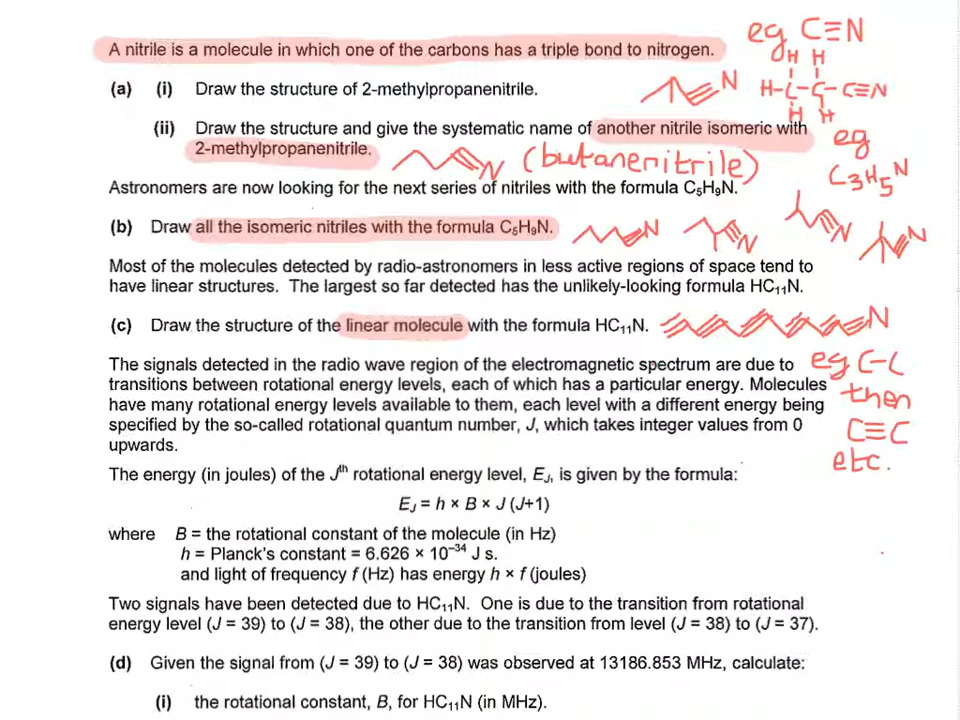 A nitrile is a molecule in which one of the carbons has a triple bond to nitrogen.
eg C≡N
(a) (i) Draw the structure of 2-methylpropanenitrile.
N
H H
H-C-C-C≡N
H H
(ii) Draw the structure and give the systematic name of another nitrile isomeric with
2-methylpropanenitrile.
N (butanenitrile)
eg
C₃H₅N
Astronomers are now looking for the next series of nitriles with the formula C₅H₉N.
(b) Draw all the isomeric nitriles with the formula C₅H₉N.
N N N N
Most of the molecules detected by radio-astronomers in less active regions of space tend to
have linear structures. The largest so far detected has the unlikely-looking formula HC₁₁N.
(c) Draw the structure of the linear molecule with the formula HC₁₁N.
N
The signals detected in the radio wave region of the electromagnetic spectrum are due to
transitions between rotational energy levels, each of which has a particular energy. Molecules
have many rotational energy levels available to them, each level with a different energy being
specified by the so-called rotational quantum number, J, which takes integer values from 0
upwards.
eg C-C
then
C≡C
etc.
The energy (in joules) of the Jᵗʰ rotational energy level, E_J, is given by the formula:
E_J = h × B × J (J+1)
where B = the rotational constant of the molecule (in Hz)
h = Planck's constant = 6.626 × 10⁻³⁴ J s.
and light of frequency f (Hz) has energy h × f (joules)
Two signals have been detected due to HC₁₁N. One is due to the transition from rotational
energy level (J = 39) to (J = 38), the other due to the transition from level (J = 38) to (J = 37).
(d) Given the signal from (J = 39) to (J = 38) was observed at 13186.853 MHz, calculate:
(i) the rotational constant, B, for HC₁₁N (in MHz).